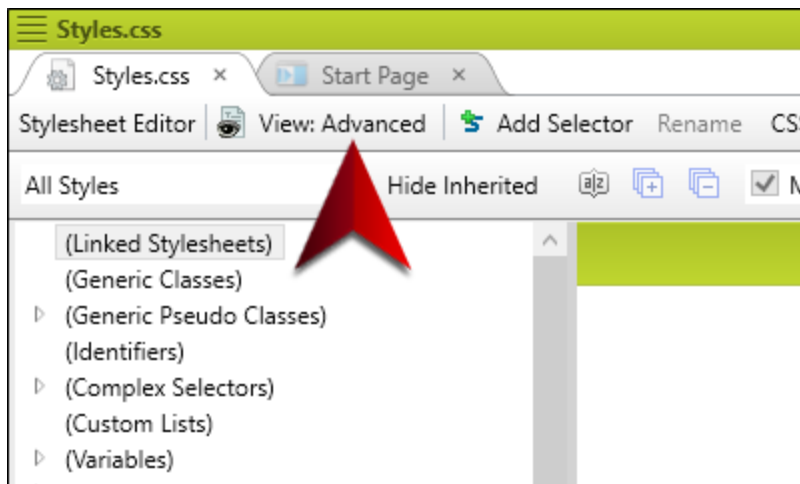 Styles.css
Styles.css × Start Page ×
Stylesheet Editor View: Advanced Add Selector Rename CSS
All Styles Hide Inherited a|z M
(Linked Stylesheets)
(Generic Classes)
(Generic Pseudo Classes)
(Identifiers)
(Complex Selectors)
(Custom Lists)
(Variables)